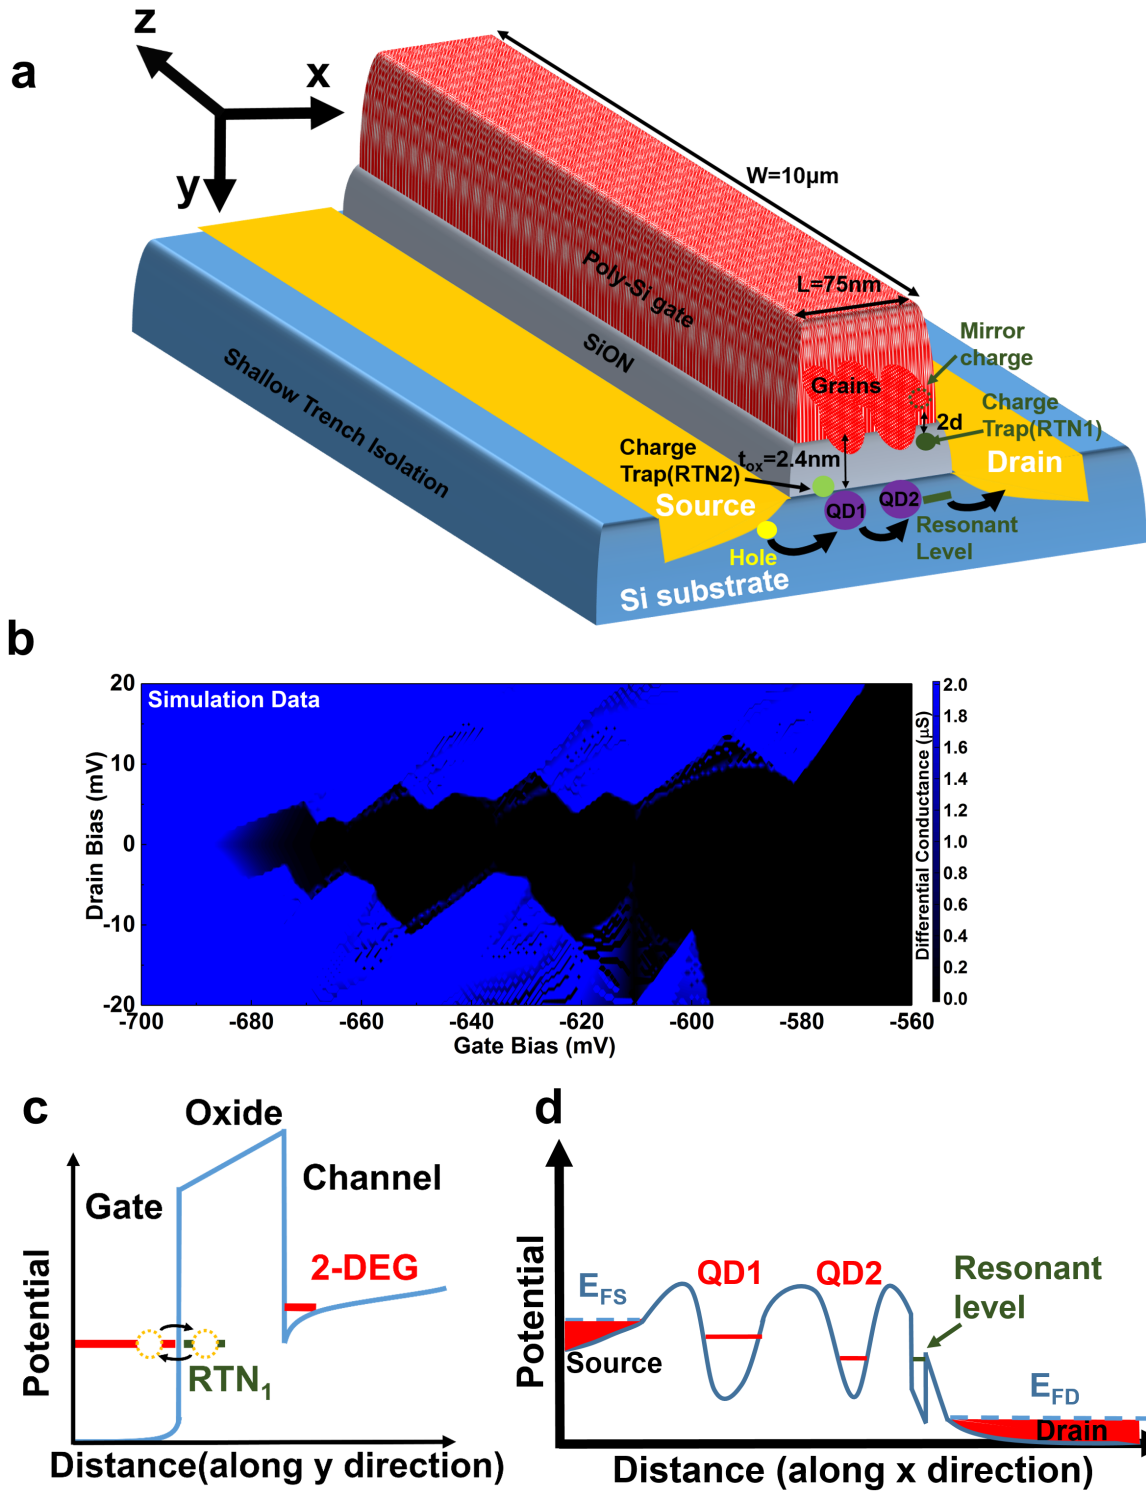 a
z
x
y
W=10µm
L=75nm
Poly-Si gate
SiON
Shallow Trench Isolation
Grains
Mirror
charge
2d
Charge
Trap(RTN1)
Charge
Trap(RTN2)
tox=2.4nm
Source
Drain
QD1
QD2
Resonant
Level
Hole
Si substrate
b
Simulation Data
Drain Bias (mV)
20
10
0
-10
-20
-700
-680
-660
-640
-620
-600
-580
-560
Gate Bias (mV)
Differential Conductance (µS)
2.0
1.8
1.6
1.4
1.2
1.0
0.8
0.6
0.4
0.2
0.0
c
Oxide
Gate
Channel
2-DEG
RTN1
Potential
Distance(along y direction)
d
Potential
EFS
QD1
QD2
Resonant
level
Source
EFD
Drain
Distance (along x direction)